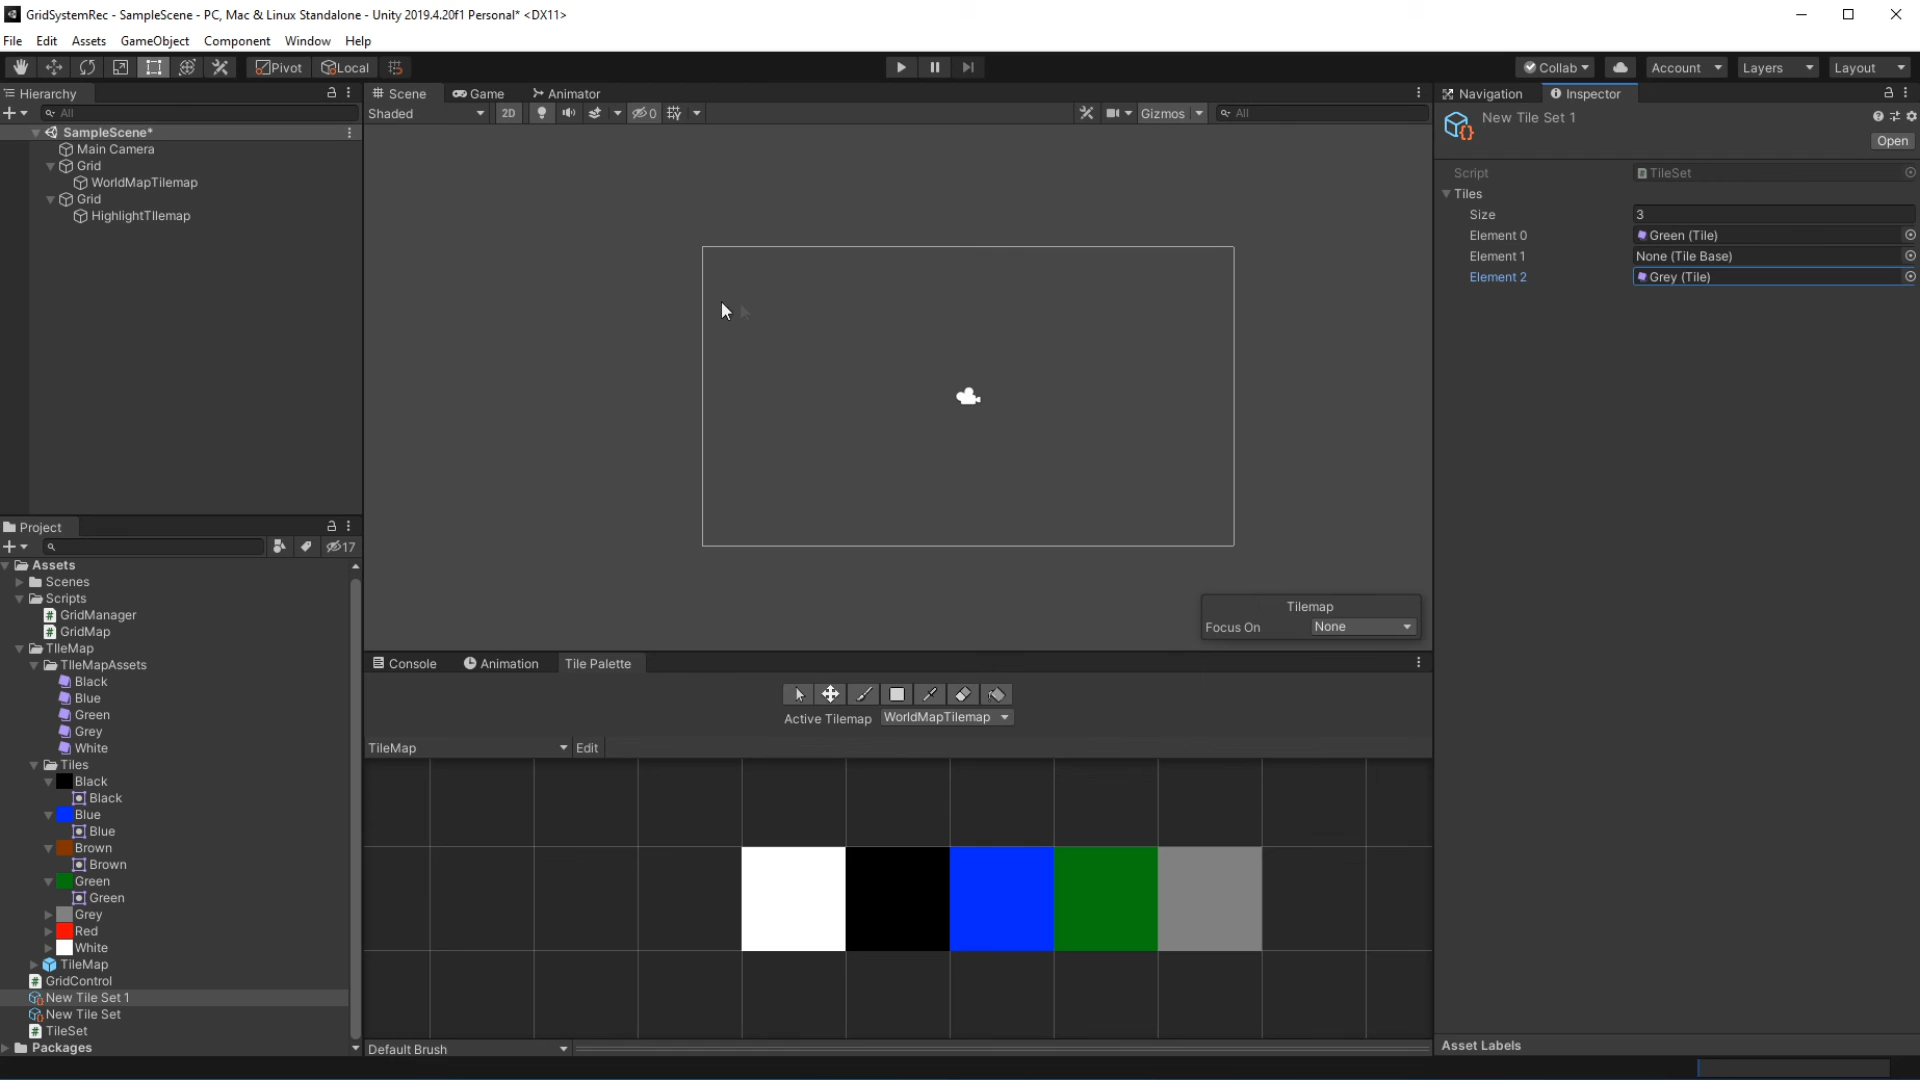 GridSystemRec - SampleScene - PC, Mac & Linux Standalone - Unity 2019.4.20f1 Personal* <DX11>
File Edit Assets GameObject Component Window Help
Pivot Local Collab Account Layers Layout
Hierarchy
All
SampleScene*
Main Camera
Grid
WorldMapTilemap
Grid
HighlightTIlemap
Scene Game Animator
Shaded 2D 0 Gizmos All
Tilemap
Focus On None
Navigation Inspector
New Tile Set 1
Open
Script TileSet
Tiles
Size 3
Element 0 Green (Tile)
Element 1 None (Tile Base)
Element 2 Grey (Tile)
Project
17
Assets
Scenes
Scripts
GridManager
GridMap
TIleMap
TIleMapAssets
Black
Blue
Green
Grey
White
Tiles
Black
Black
Blue
Blue
Brown
Brown
Green
Green
Grey
Red
White
TileMap
GridControl
New Tile Set 1
New Tile Set
TileSet
Packages
Console Animation Tile Palette
Active Tilemap WorldMapTilemap
TileMap Edit
Default Brush
Asset Labels